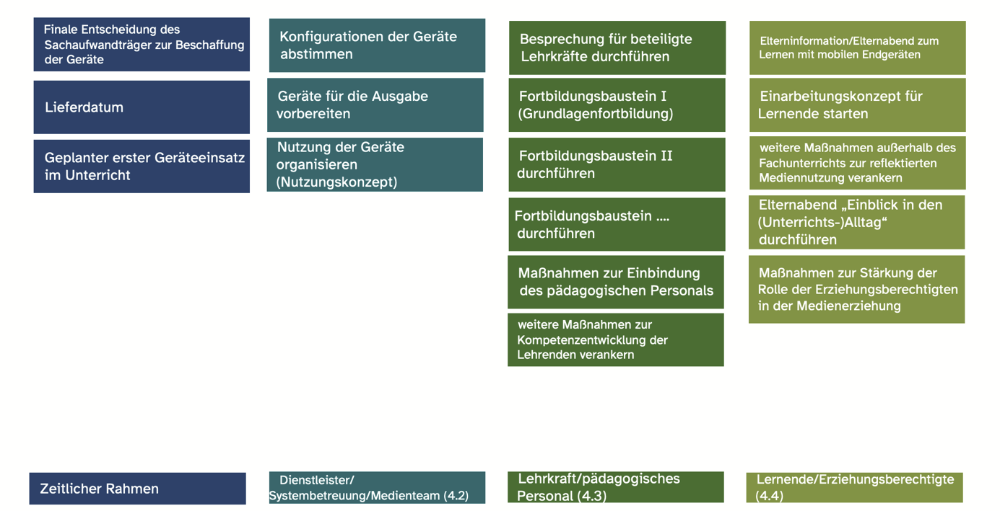 Finale Entscheidung des
Sachaufwandträger zur Beschaffung
der Geräte
Lieferdatum
Geplanter erster Geräteeinsatz
im Unterricht
Konfigurationen der Geräte
abstimmen
Geräte für die Ausgabe
vorbereiten
Nutzung der Geräte
organisieren
(Nutzungskonzept)
Besprechung für beteiligte
Lehrkräfte durchführen
Fortbildungsbaustein I
(Grundlagenfortbildung)
Fortbildungsbaustein II
durchführen
Fortbildungsbaustein ....
durchführen
Maßnahmen zur Einbindung
des pädagogischen Personals
weitere Maßnahmen zur
Kompetenzentwicklung der
Lehrenden verankern
Elterninformation/Elternabend zum
Lernen mit mobilen Endgeräten
Einarbeitungskonzept für
Lernende starten
weitere Maßnahmen außerhalb des
Fachunterrichts zur reflektierten
Mediennutzung verankern
Elternabend „Einblick in den
(Unterrichts-)Alltag“
durchführen
Maßnahmen zur Stärkung der
Rolle der Erziehungsberechtigten
in der Medienerziehung
Zeitlicher Rahmen
Dienstleister/
Systembetreuung/Medienteam (4.2)
Lehrkraft/pädagogisches
Personal (4.3)
Lernende/Erziehungsberechtigte
(4.4)